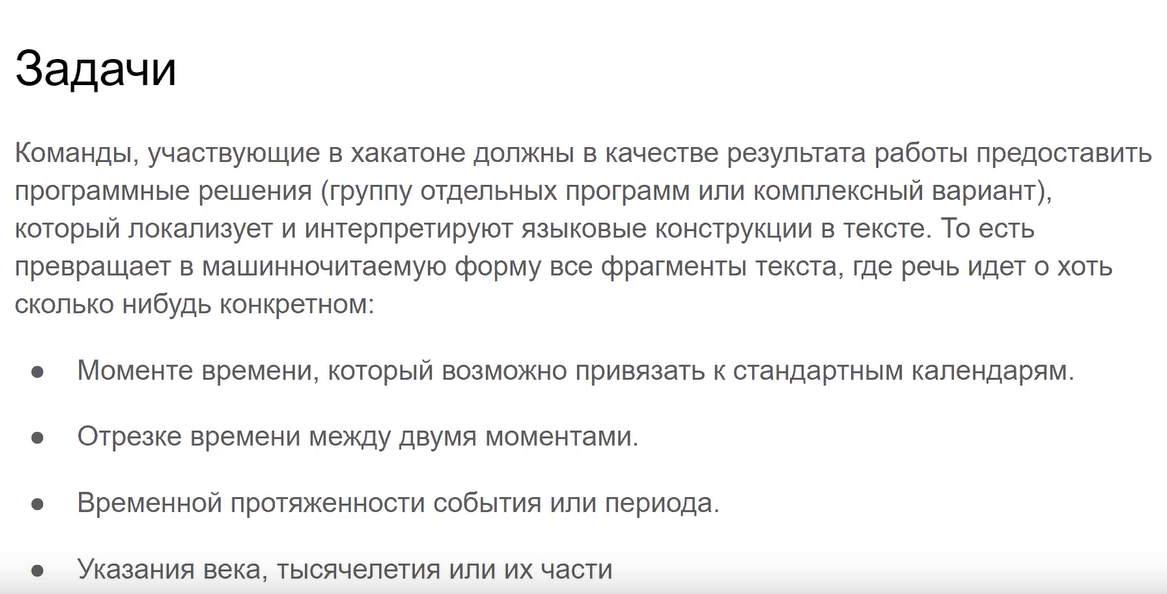 Задачи
Команды, участвующие в хакатоне должны в качестве результата работы предоставить
программные решения (группу отдельных программ или комплексный вариант),
который локализует и интерпретируют языковые конструкции в тексте. То есть
превращает в машинночитаемую форму все фрагменты текста, где речь идет о хоть
сколько нибудь конкретном:
● Моменте времени, который возможно привязать к стандартным календарям.
● Отрезке времени между двумя моментами.
● Временной протяженности события или периода.
● Указания века, тысячелетия или их части